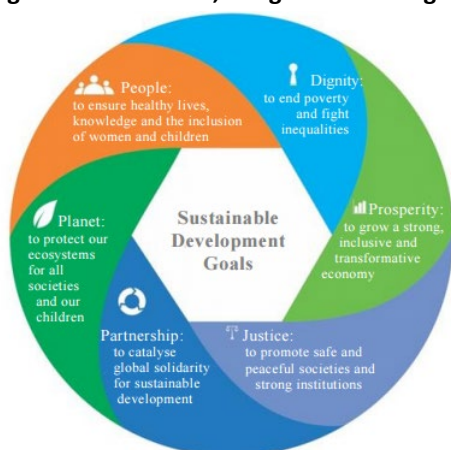 People:
to ensure healthy lives,
knowledge and the inclusion
of women and children
Dignity:
to end poverty
and fight
inequalities
Prosperity:
to grow a strong,
inclusive and
transformative
economy
Justice:
to promote safe and
peaceful societies and
strong institutions
Partnership:
to catalyse
global solidarity
for sustainable
development
Planet:
to protect our
ecosystems
for all
societies
and our
children
Sustainable
Development
Goals